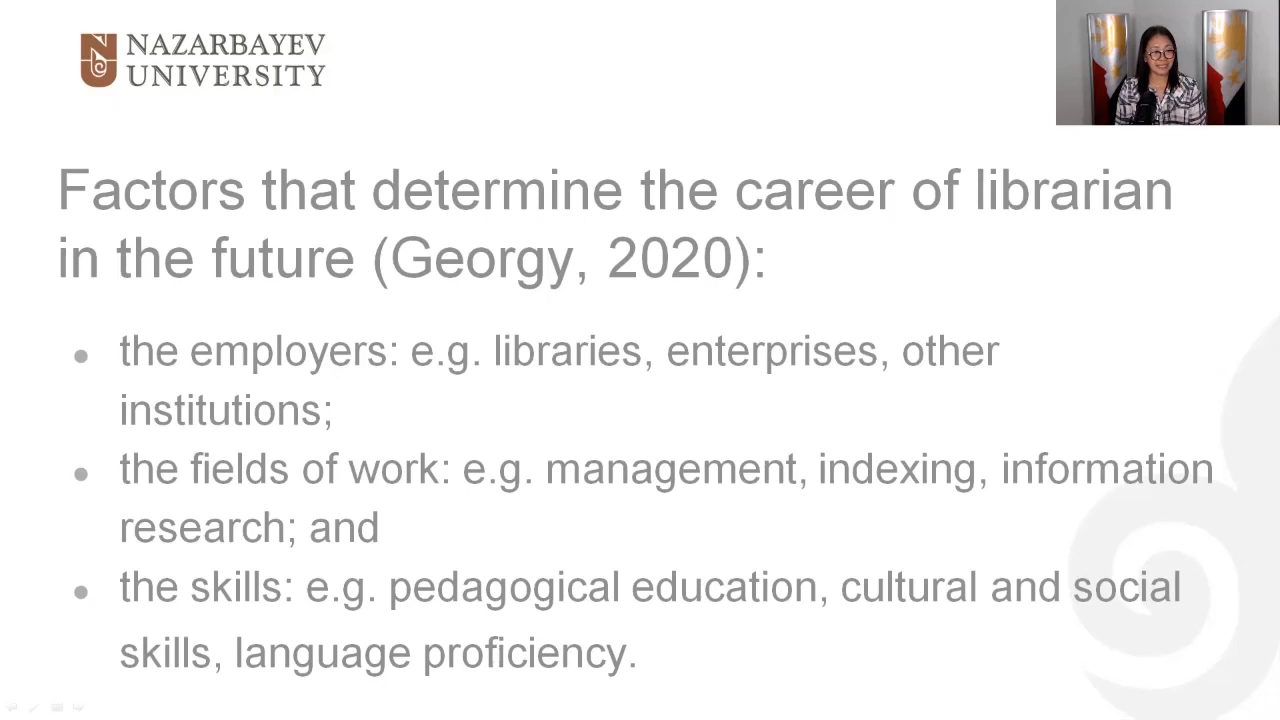 NAZARBAYEV
UNIVERSITY
Factors that determine the career of librarian
in the future (Georgy, 2020):
• the employers: e.g. libraries, enterprises, other
institutions;
• the fields of work: e.g. management, indexing, information
research; and
• the skills: e.g. pedagogical education, cultural and social
skills, language proficiency.